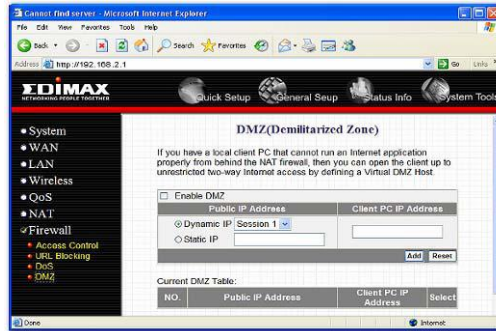 Cannot find server - Microsoft Internet Explorer
File Edit View Favorites Tools Help
Back Search Favorites
Address http://192.168.2.1 Go Links
EDIMAX
NETWORKING PEOPLE TOGETHER
Quick Setup General Seup Status Info System Tools
System
WAN
LAN
Wireless
QoS
NAT
Firewall
Access Control
URL Blocking
DoS
DMZ
DMZ(Demilitarized Zone)
If you have a local client PC that cannot run an Internet application
properly from behind the NAT firewall, then you can open the client up to
unrestricted two-way Internet access by defining a Virtual DMZ Host.
Enable DMZ
Public IP Address Client PC IP Address
Dynamic IP Session 1
Static IP
Add Reset
Current DMZ Table:
NO. Public IP Address Client PC IP Address Select
Done Internet